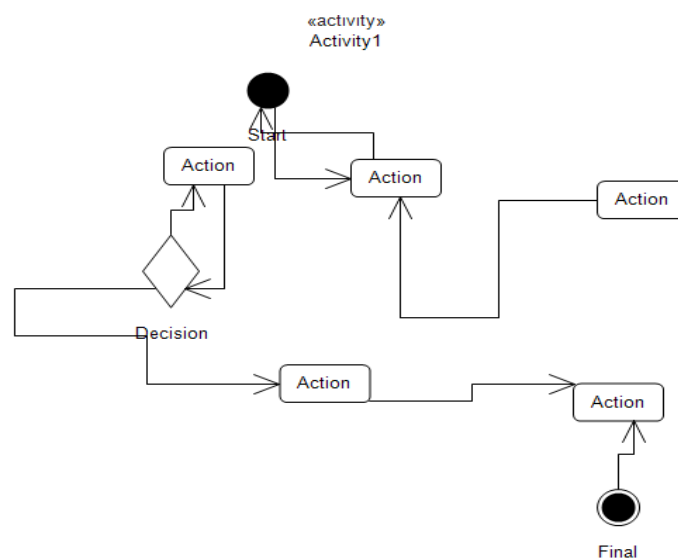 «activity»
Activity1
Start
Action
Action
Action
Decision
Action
Action
Final